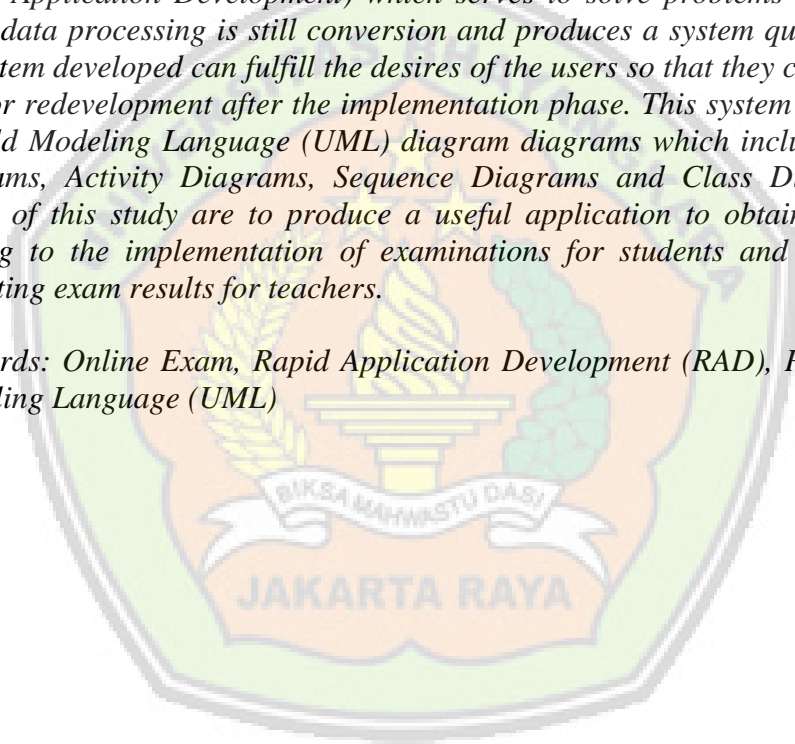 Application Development) which serves to solve problems
data processing is still conversion and produces a system
tem developed can fulfill the desires of the users so that they
or redevelopment after the implementation phase. This system
ld Modeling Language (UML) diagram diagrams which
ams, Activity Diagrams, Sequence Diagrams and Class
of this study are to produce a useful application to obtain
g to the implementation of examinations for students and
ting exam results for teachers.
rds: Online Exam, Rapid Application Development (RAD),
ling Language (UML)
UNIVERSITAS BHAYANGKARA
BIKSA MAHWASTU DASI
JAKARTA RAYA